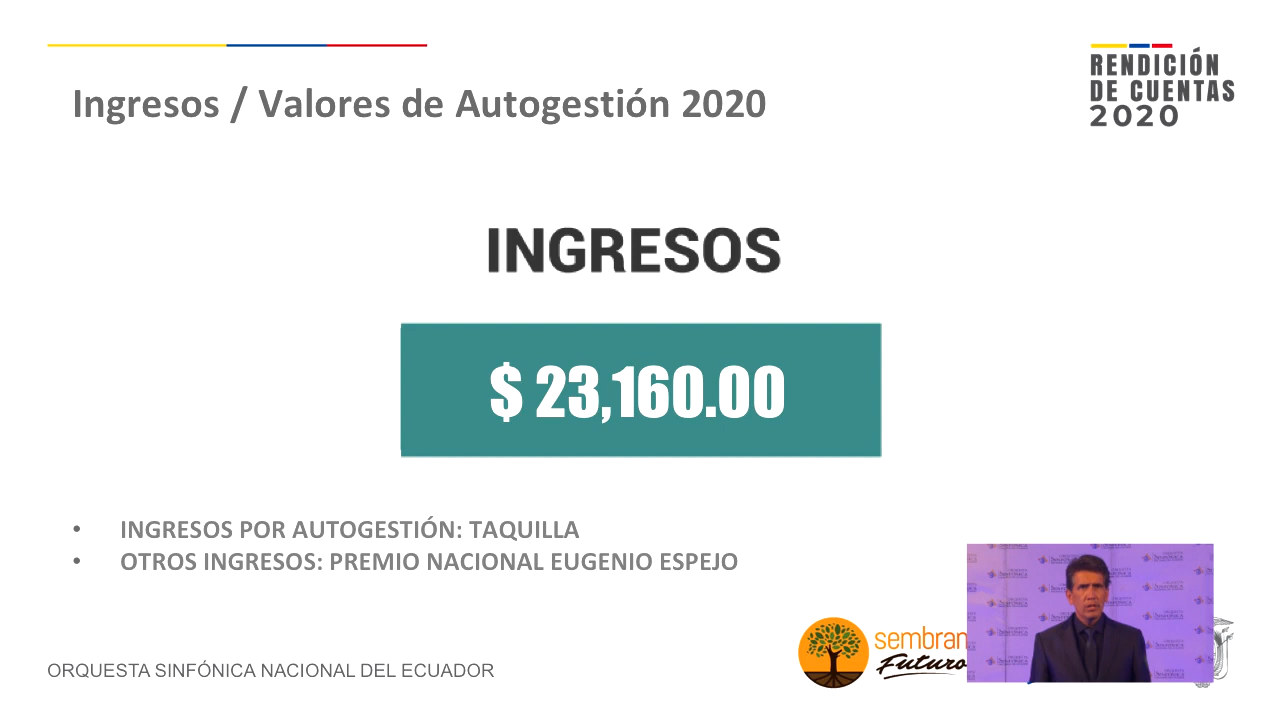 Ingresos / Valores de Autogestión 2020
RENDICIÓN
DE CUENTAS
2020
INGRESOS
$ 23,160.00
• INGRESOS POR AUTOGESTIÓN: TAQUILLA
• OTROS INGRESOS: PREMIO NACIONAL EUGENIO ESPEJO
sembran
Futuro
ORQUESTA SINFÓNICA NACIONAL DEL ECUADOR